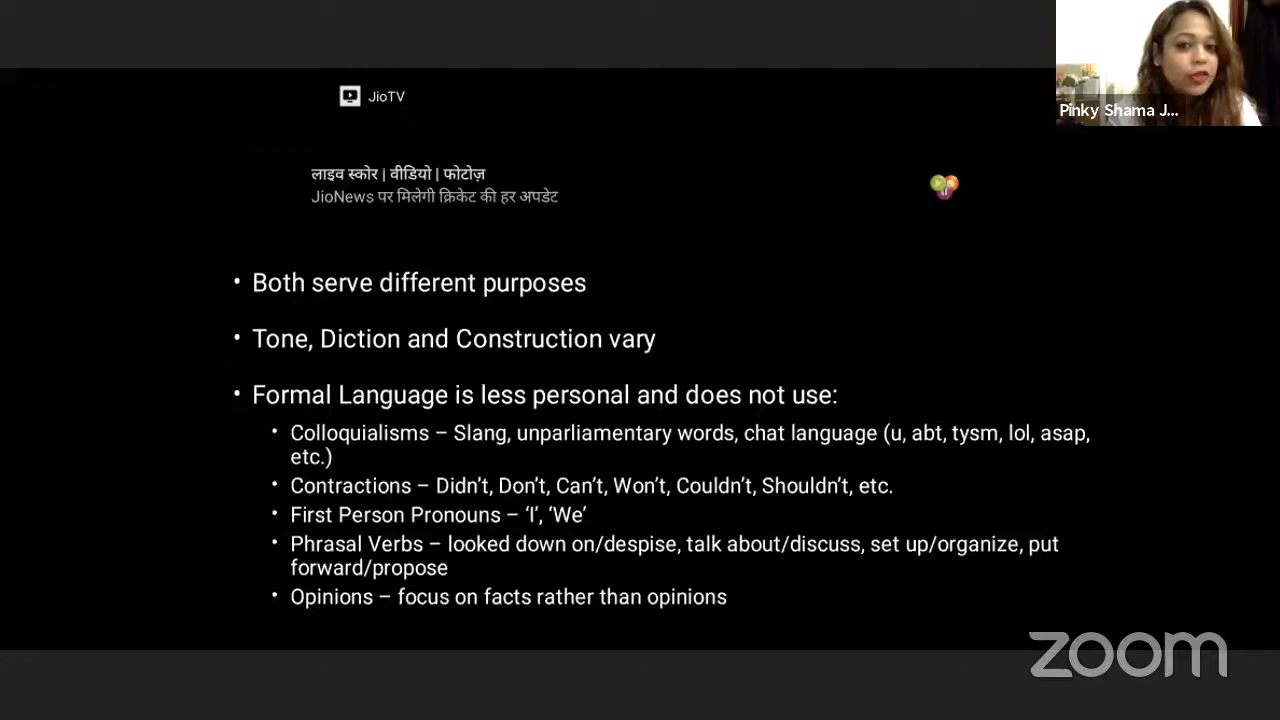 JioTV
Pinky Shama J...
लाइव स्कोर | वीडियो | फोटोज़
JioNews पर मिलेगी क्रिकेट की हर अपडेट
• Both serve different purposes
• Tone, Diction and Construction vary
• Formal Language is less personal and does not use:
• Colloquialisms – Slang, unparliamentary words, chat language (u, abt, tysm, lol, asap,
etc.)
• Contractions – Didn’t, Don’t, Can’t, Won’t, Couldn’t, Shouldn’t, etc.
• First Person Pronouns – ‘I’, ‘We’
• Phrasal Verbs – looked down on/despise, talk about/discuss, set up/organize, put
forward/propose
• Opinions – focus on facts rather than opinions
zoom